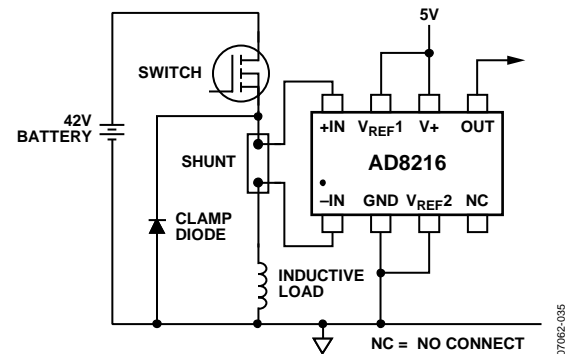 5V
SWITCH
42V
BATTERY
SHUNT
+IN VREF1 V+ OUT
AD8216
–IN GND VREF2 NC
CLAMP
DIODE
INDUCTIVE
LOAD
NC = NO CONNECT
07062-035